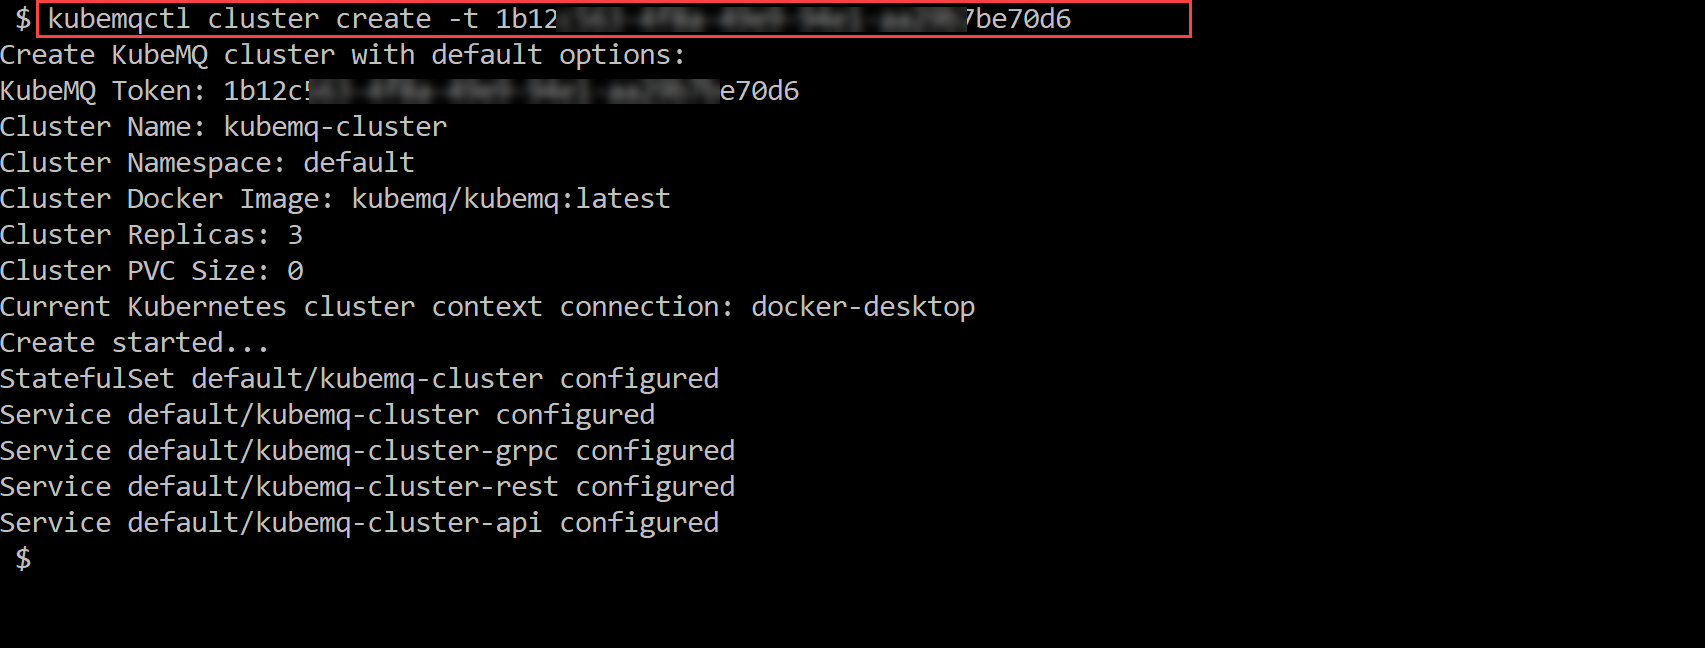 $ kubemqctl cluster create -t 1b12 7be70d6
Create KubeMQ cluster with default options:
KubeMQ Token: 1b12c e70d6
Cluster Name: kubemq-cluster
Cluster Namespace: default
Cluster Docker Image: kubemq/kubemq:latest
Cluster Replicas: 3
Cluster PVC Size: 0
Current Kubernetes cluster context connection: docker-desktop
Create started...
StatefulSet default/kubemq-cluster configured
Service default/kubemq-cluster configured
Service default/kubemq-cluster-grpc configured
Service default/kubemq-cluster-rest configured
Service default/kubemq-cluster-api configured
$